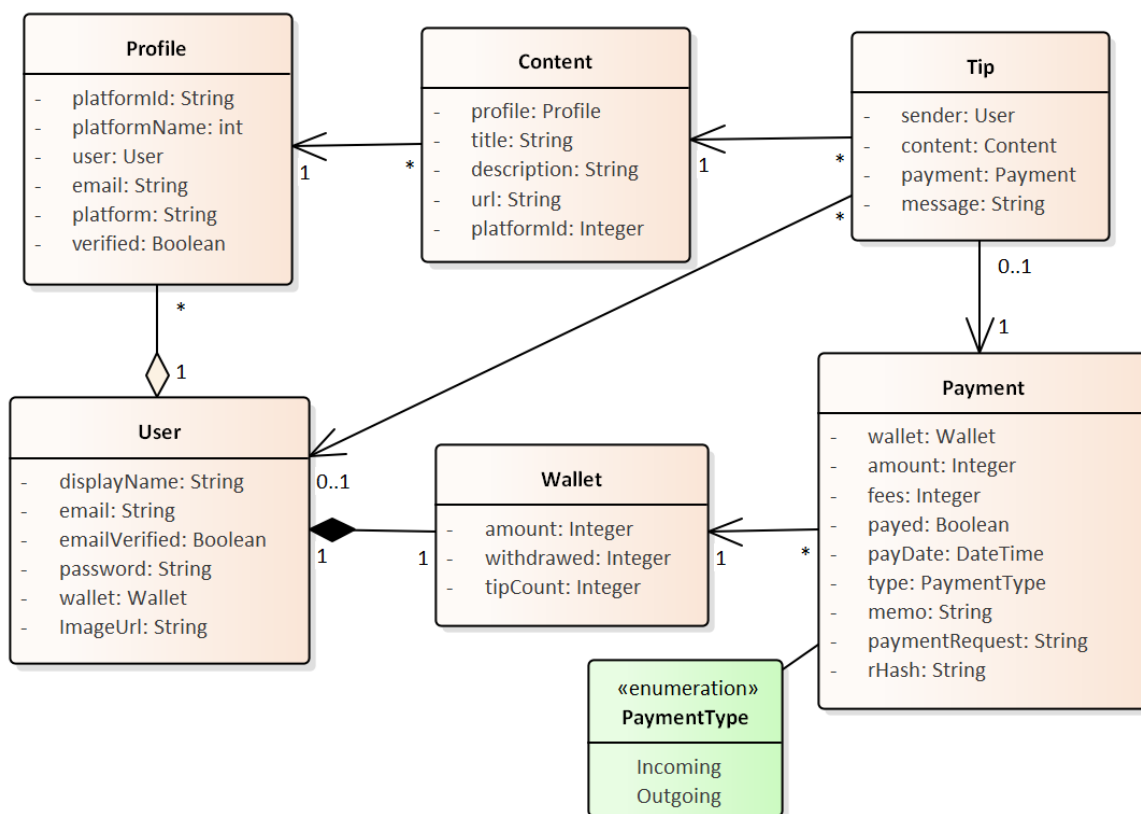 Profile
- platformId: String
- platformName: int
- user: User
- email: String
- platform: String
- verified: Boolean
Content
- profile: Profile
- title: String
- description: String
- url: String
- platformId: Integer
Tip
- sender: User
- content: Content
- payment: Payment
- message: String
1
*
1
*
*
0..1
1
*
1
User
- displayName: String
- email: String
- emailVerified: Boolean
- password: String
- wallet: Wallet
- ImageUrl: String
0..1
1
1
Wallet
- amount: Integer
- withdrawed: Integer
- tipCount: Integer
1
*
Payment
- wallet: Wallet
- amount: Integer
- fees: Integer
- payed: Boolean
- payDate: DateTime
- type: PaymentType
- memo: String
- paymentRequest: String
- rHash: String
«enumeration»
PaymentType
Incoming
Outgoing